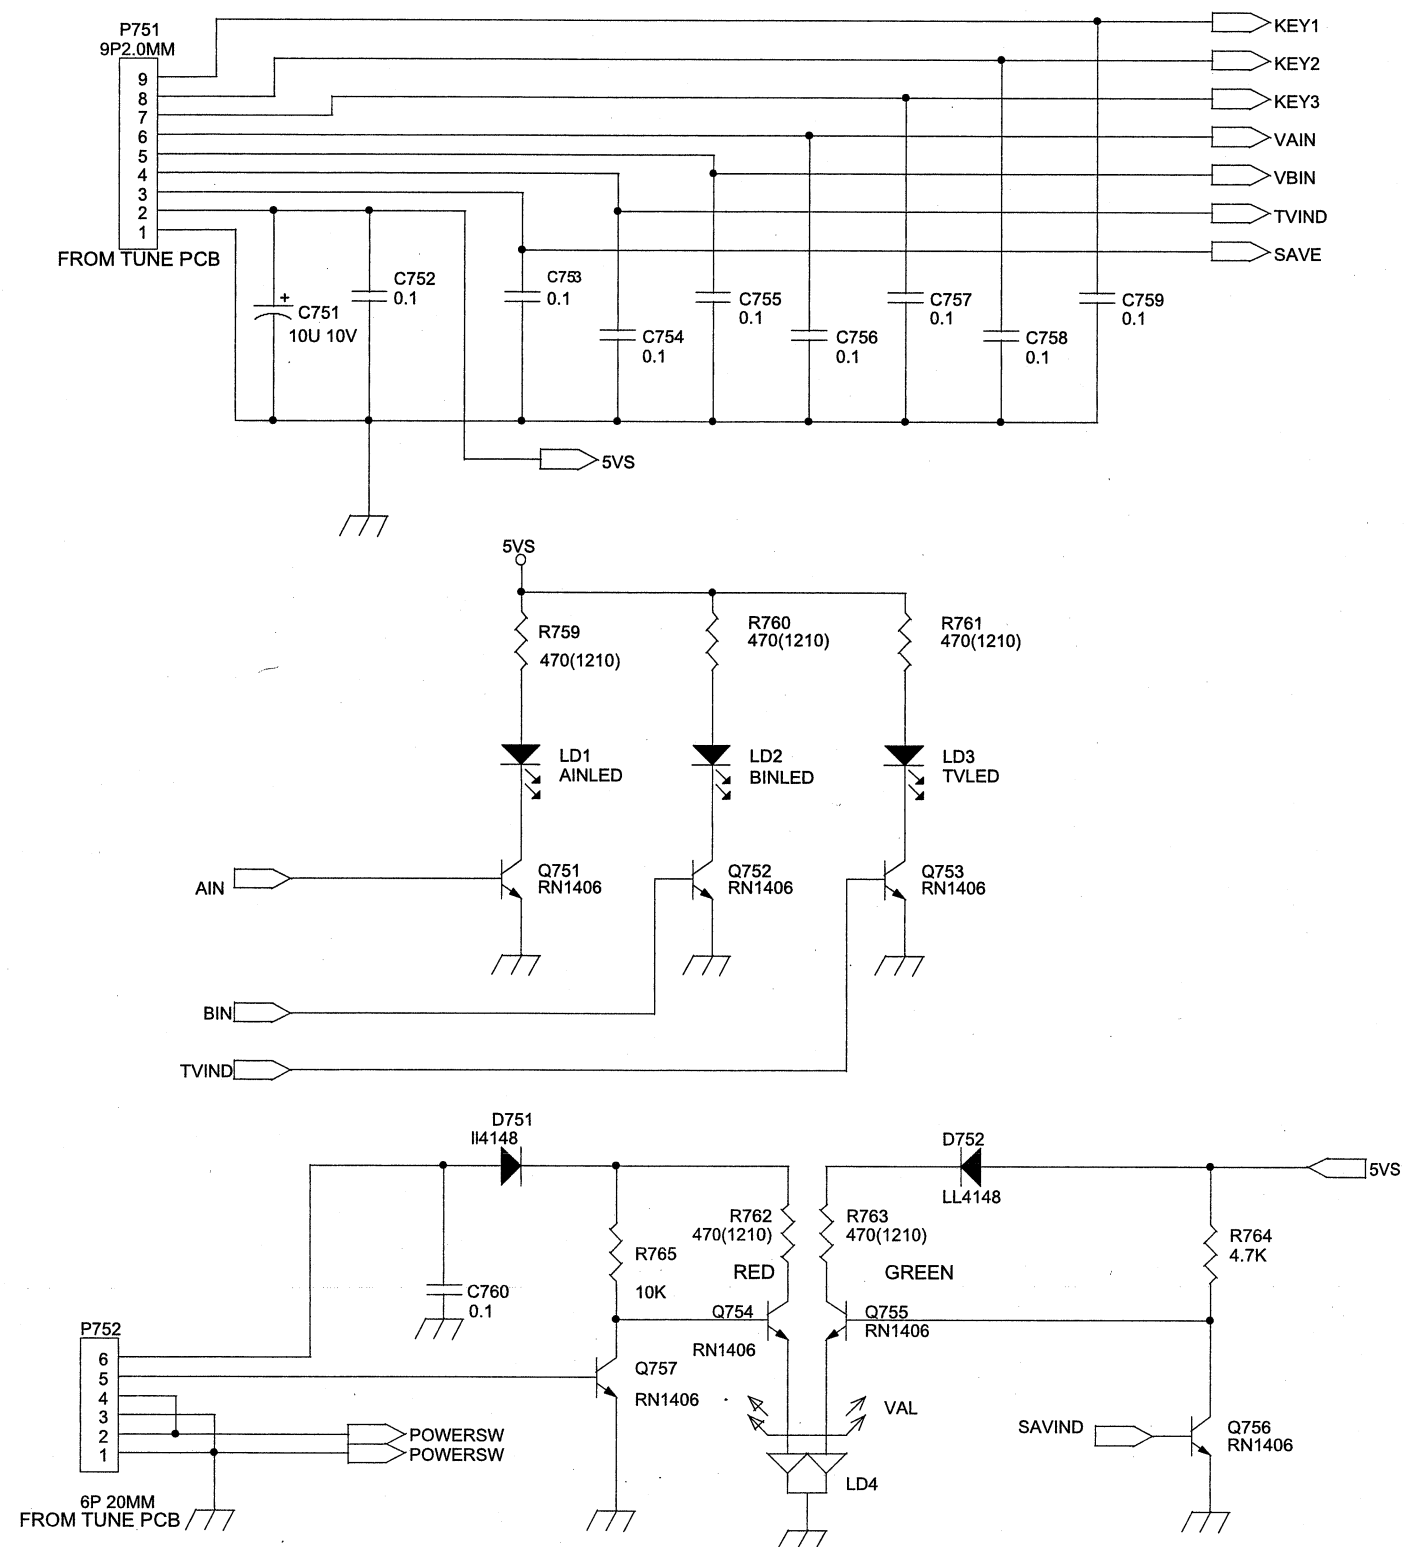 P751
9P2.0MM
9
8
7
6
5
4
3
2
1
FROM TUNE PCB
KEY1
KEY2
KEY3
VAIN
VBIN
TVIND
SAVE
+
C751
10U 10V
C752
0.1
C753
0.1
C754
0.1
C755
0.1
C756
0.1
C757
0.1
C758
0.1
C759
0.1
5VS
5VS
R759
470(1210)
R760
470(1210)
R761
470(1210)
LD1
AINLED
LD2
BINLED
LD3
TVLED
AIN
Q751
RN1406
Q752
RN1406
Q753
RN1406
BIN
TVIND
D751
ll4148
D752
LL4148
5VS
R762
470(1210)
R763
470(1210)
R764
4.7K
R765
10K
RED
GREEN
C760
0.1
Q754
RN1406
Q755
RN1406
P752
6
5
4
3
2
1
Q757
RN1406
VAL
POWERSW
POWERSW
SAVIND
Q756
RN1406
LD4
6P 20MM
FROM TUNE PCB